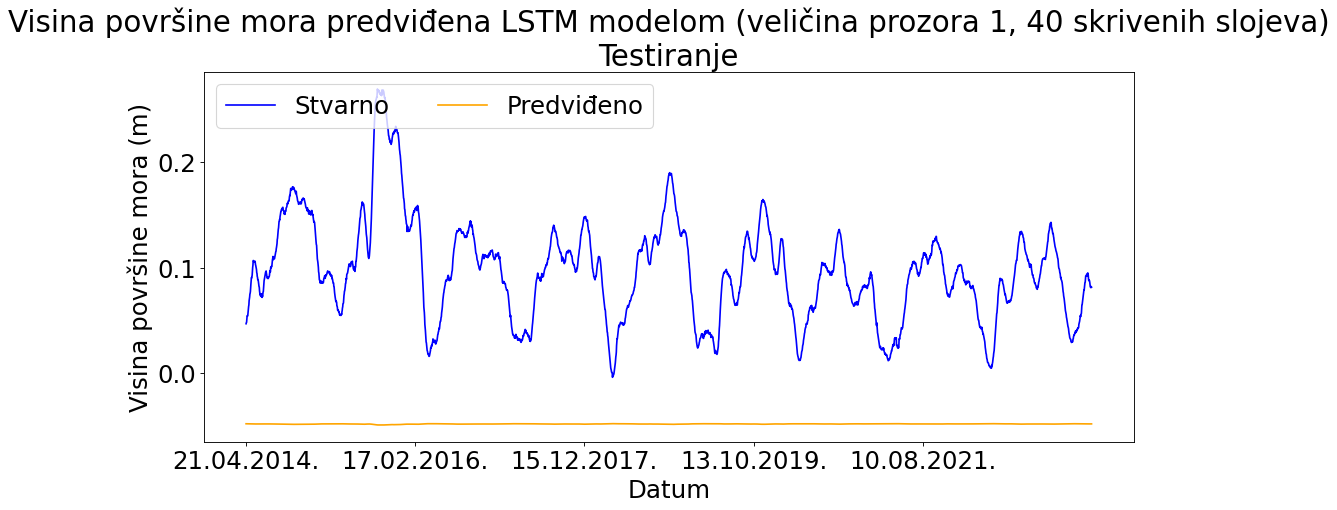 Visina površine mora predviđena LSTM modelom (veličina prozora 1, 40 skrivenih slojeva)
Testiranje
Stvarno Predviđeno
Visina površine mora (m)
0.2
0.1
0.0
21.04.2014. 17.02.2016. 15.12.2017. 13.10.2019. 10.08.2021.
Datum